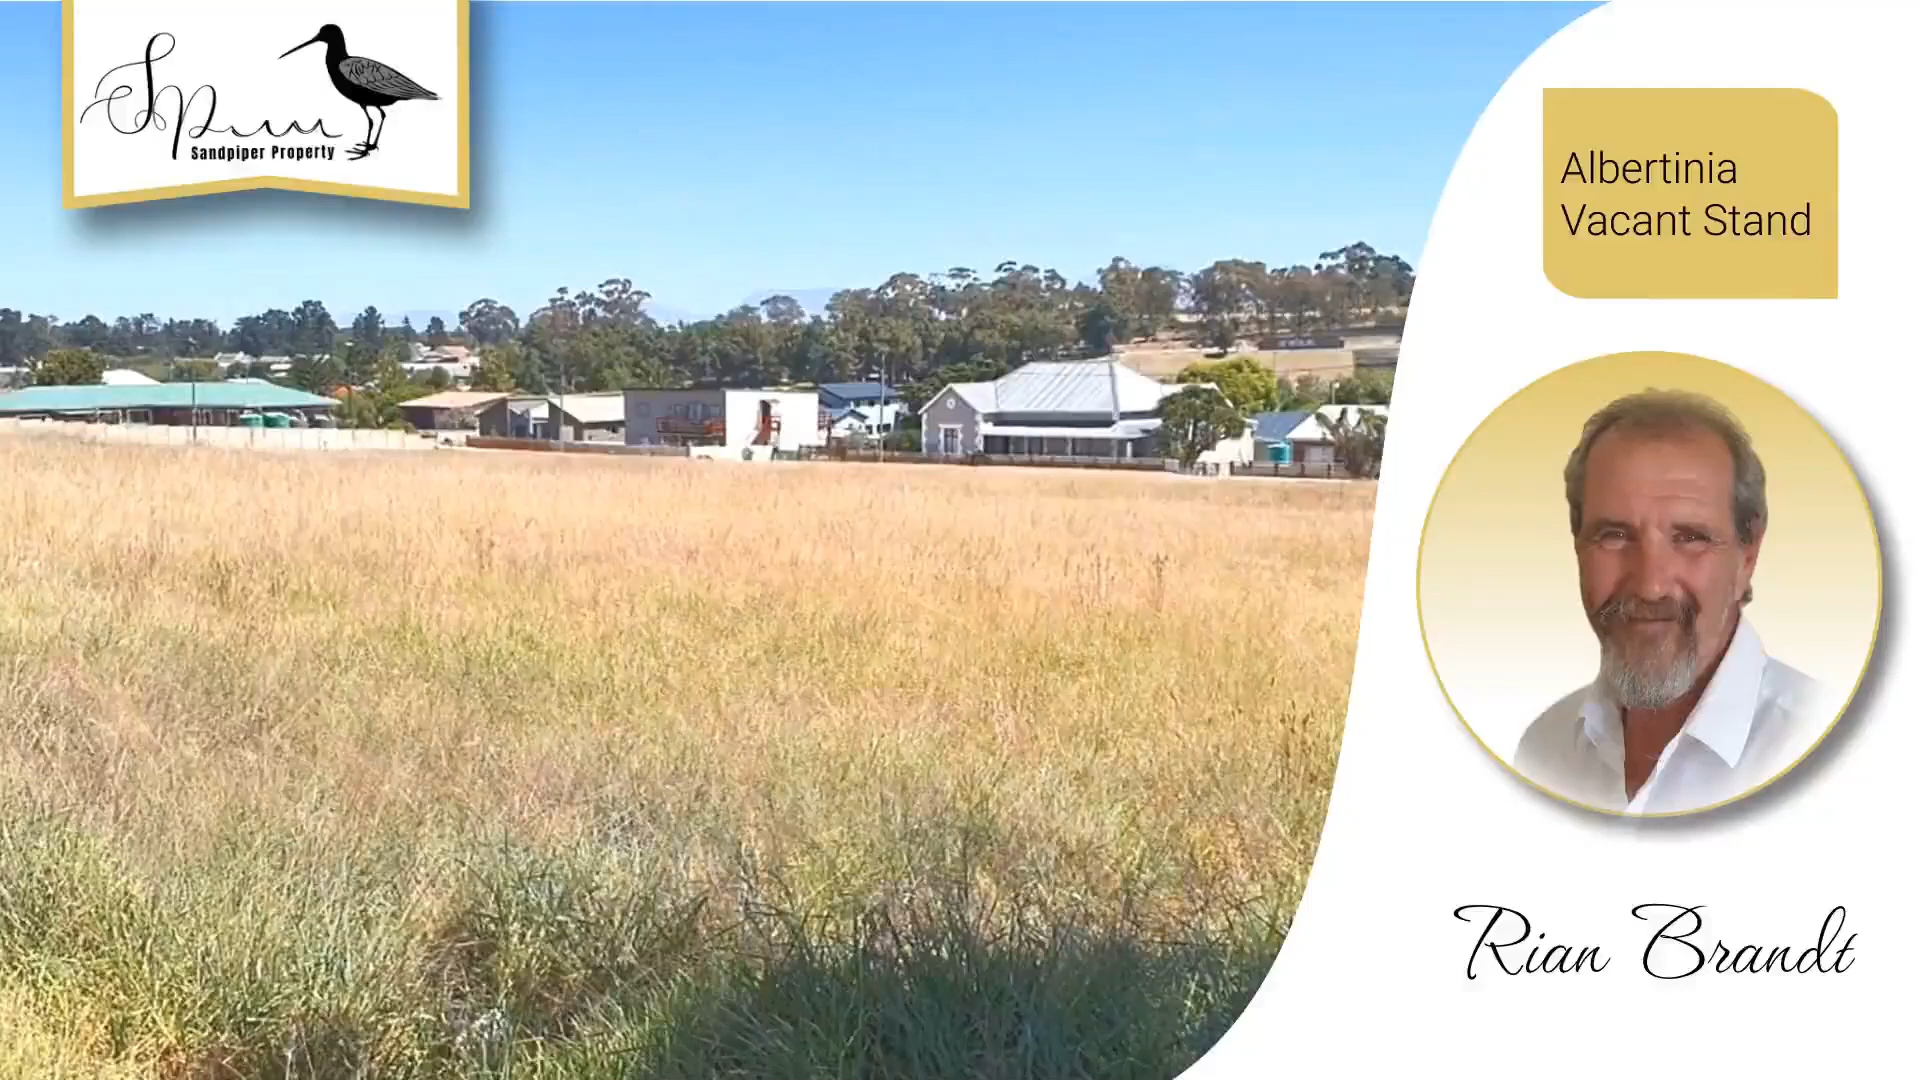 Sandpiper Property
Albertinia
Vacant Stand
Rian Brandt